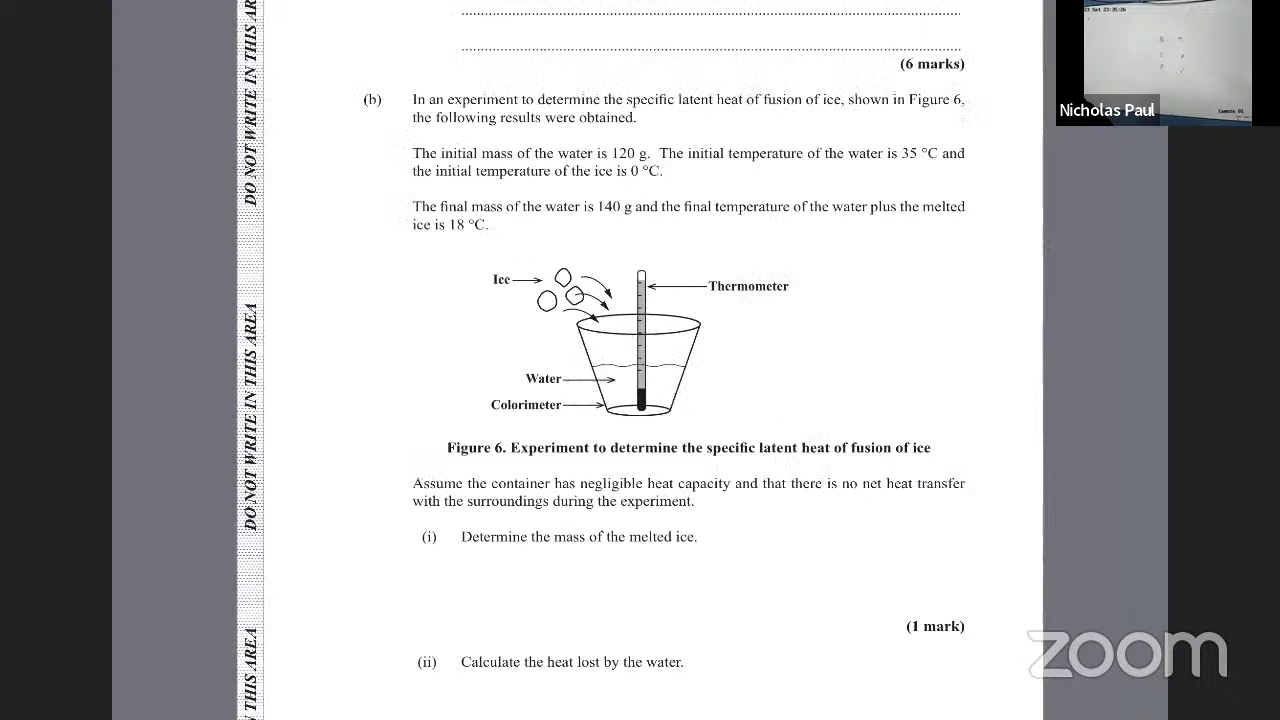 (6 marks)
(b) In an experiment to determine the specific latent heat of fusion of ice, shown in Figure 6,
the following results were obtained.
The initial mass of the water is 120 g. The initial temperature of the water is 35 °C and
the initial temperature of the ice is 0 °C.
The final mass of the water is 140 g and the final temperature of the water plus the melted
ice is 18 °C.
Ice
Thermometer
Water
Colorimeter
Figure 6. Experiment to determine the specific latent heat of fusion of ice
Assume the container has negligible heat capacity and that there is no net heat transfer
with the surroundings during the experiment.
(i) Determine the mass of the melted ice.
(1 mark)
(ii) Calculate the heat lost by the water.
DO NOT WRITE IN THIS AR
DO NOT WRITE IN THIS AREA
THIS AREA
Nicholas Paul
zoom